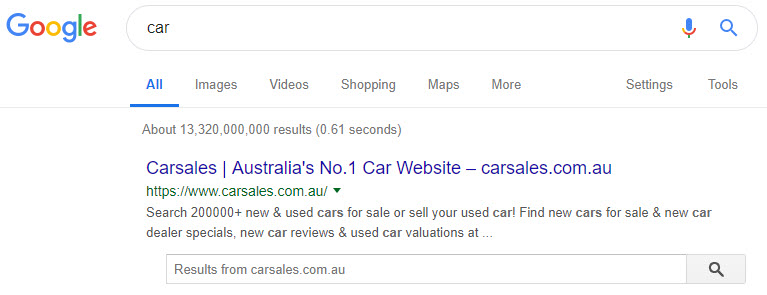 Google car
All Images Videos Shopping Maps More Settings Tools
About 13,320,000,000 results (0.61 seconds)
Carsales | Australia's No.1 Car Website – carsales.com.au
https://www.carsales.com.au/
Search 200000+ new & used cars for sale or sell your used car! Find new cars for sale & new car
dealer specials, new car reviews & used car valuations at ...
Results from carsales.com.au